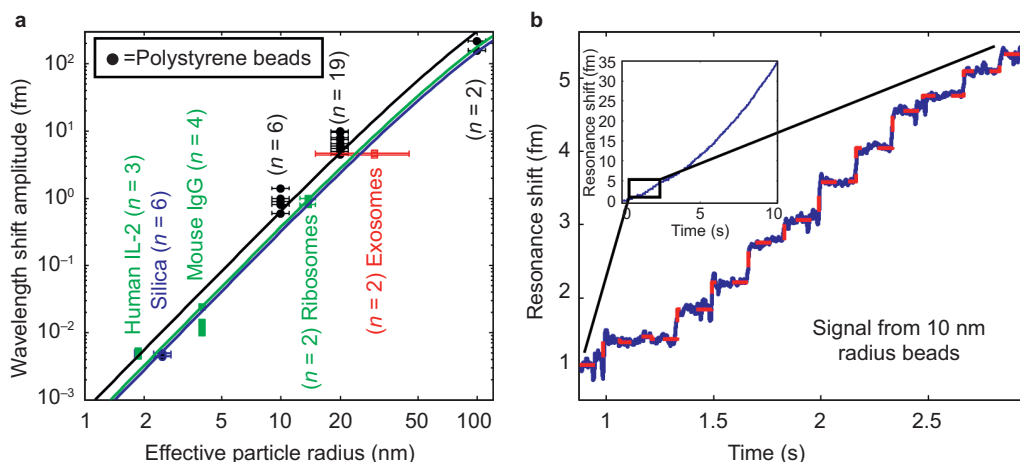 a
b
Wavelength shift amplitude (fm)
10²
10¹
10⁰
10⁻¹
10⁻²
10⁻³
=Polystyrene beads
Human IL-2 (n = 3)
Silica (n = 6)
Mouse IgG (n = 4)
(n = 6)
(n = 19)
(n = 2)
(n = 2) Ribosomes
(n = 2) Exosomes
1
2
5
10
20
50
100
Effective particle radius (nm)
Resonance shift (fm)
5
4
3
2
1
Resonance shift (fm)
35
30
25
20
15
10
5
0
0
5
10
Time (s)
Signal from 10 nm
radius beads
1
1.5
2
2.5
Time (s)